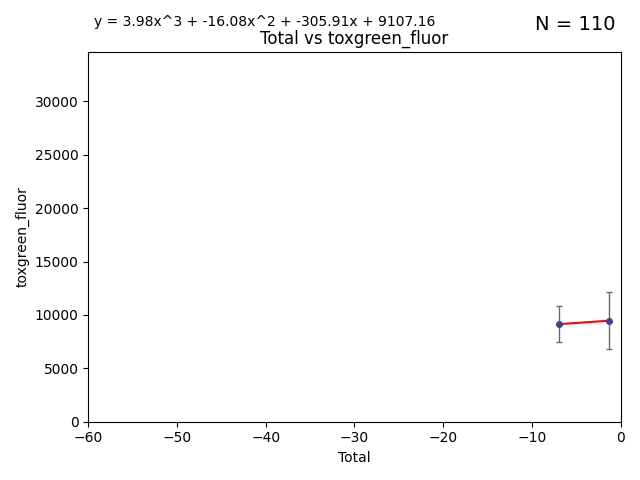 y = 3.98x^3 + -16.08x^2 + -305.91x + 9107.16
N = 110
Total vs toxgreen_fluor
toxgreen_fluor
30000
25000
20000
15000
10000
5000
0
−60
−50
−40
−30
−20
−10
0
Total